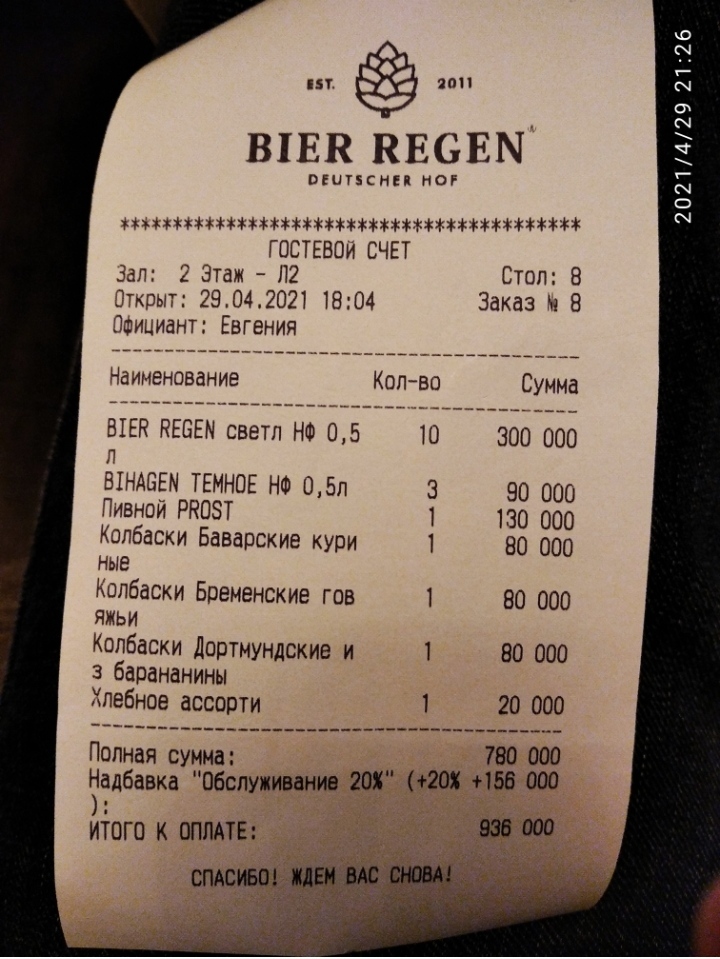 2021/4/29 21:26
EST. 2011
BIER REGEN®
DEUTSCHER HOF
********************************************
ГОСТЕВОЙ СЧЕТ
Зал: 2 Этаж - Л2 Стол: 8
Открыт: 29.04.2021 18:04 Заказ № 8
Официант: Евгения
Наименование Кол-во Сумма
BIER REGEN светл НФ 0,5 10 300 000
л
BIHAGEN ТЕМНОЕ НФ 0,5л 3 90 000
Пивной PROST 1 130 000
Колбаски Баварские кури 1 80 000
ные
Колбаски Бременские гов 1 80 000
яжьи
Колбаски Дортмундские и 1 80 000
з барананины
Хлебное ассорти 1 20 000
Полная сумма: 780 000
Надбавка "Обслуживание 20%" (+20% +156 000
):
ИТОГО К ОПЛАТЕ: 936 000
СПАСИБО! ЖДЕМ ВАС СНОВА!